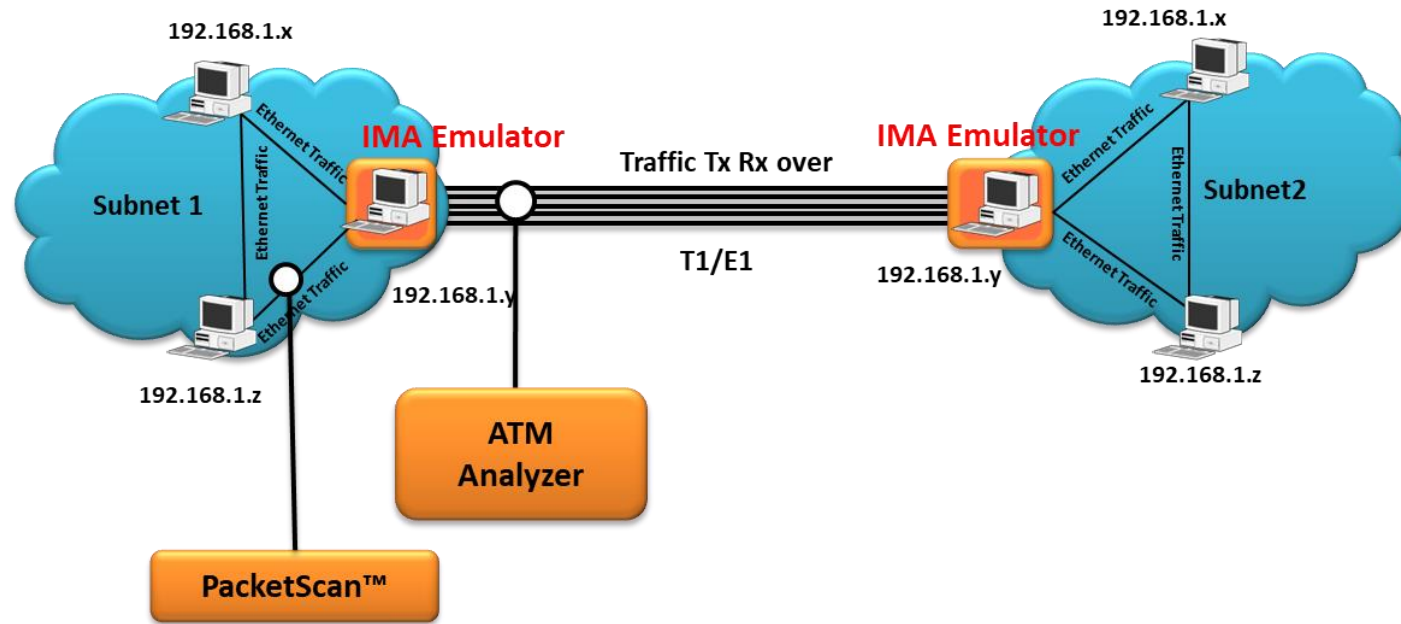 192.168.1.x
192.168.1.x
Ethernet Traffic
IMA Emulator
IMA Emulator
Ethernet Traffic
Traffic Tx Rx over
Subnet 1
Ethernet Traffic
Ethernet Traffic
Subnet2
T1/E1
Ethernet Traffic
Ethernet Traffic
192.168.1.y
192.168.1.y
192.168.1.z
192.168.1.z
ATM
Analyzer
PacketScan™